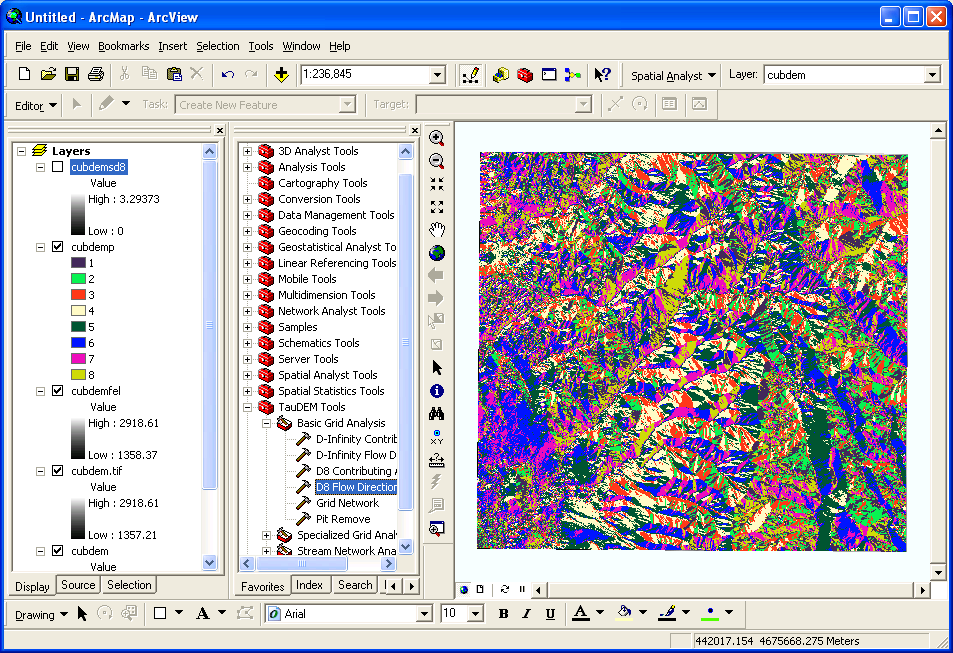 Untitled - ArcMap - ArcView
File Edit View Bookmarks Insert Selection Tools Window Help
1:236,845 Spatial Analyst Layer: cubdem
Editor Task: Create New Feature Target:
Layers
cubdemsd8
Value
High : 3.29373
Low : 0
cubdemp
1
2
3
4
5
6
7
8
cubdemfel
Value
High : 2918.61
Low : 1358.37
cubdem.tif
Value
High : 2918.61
Low : 1357.21
cubdem
Value
Display Source Selection
3D Analyst Tools
Analysis Tools
Cartography Tools
Conversion Tools
Data Management Tools
Geocoding Tools
Geostatistical Analyst To
Linear Referencing Tools
Mobile Tools
Multidimension Tools
Network Analyst Tools
Samples
Schematics Tools
Server Tools
Spatial Analyst Tools
Spatial Statistics Tools
TauDEM Tools
Basic Grid Analysis
D-Infinity Contrib
D-Infinity Flow D
D8 Contributing A
D8 Flow Direction
Grid Network
Pit Remove
Specialized Grid Anal
Stream Network Ana
Favorites Index Search
XY
Drawing A Arial 10 B I U A
442017.154 4675668.275 Meters